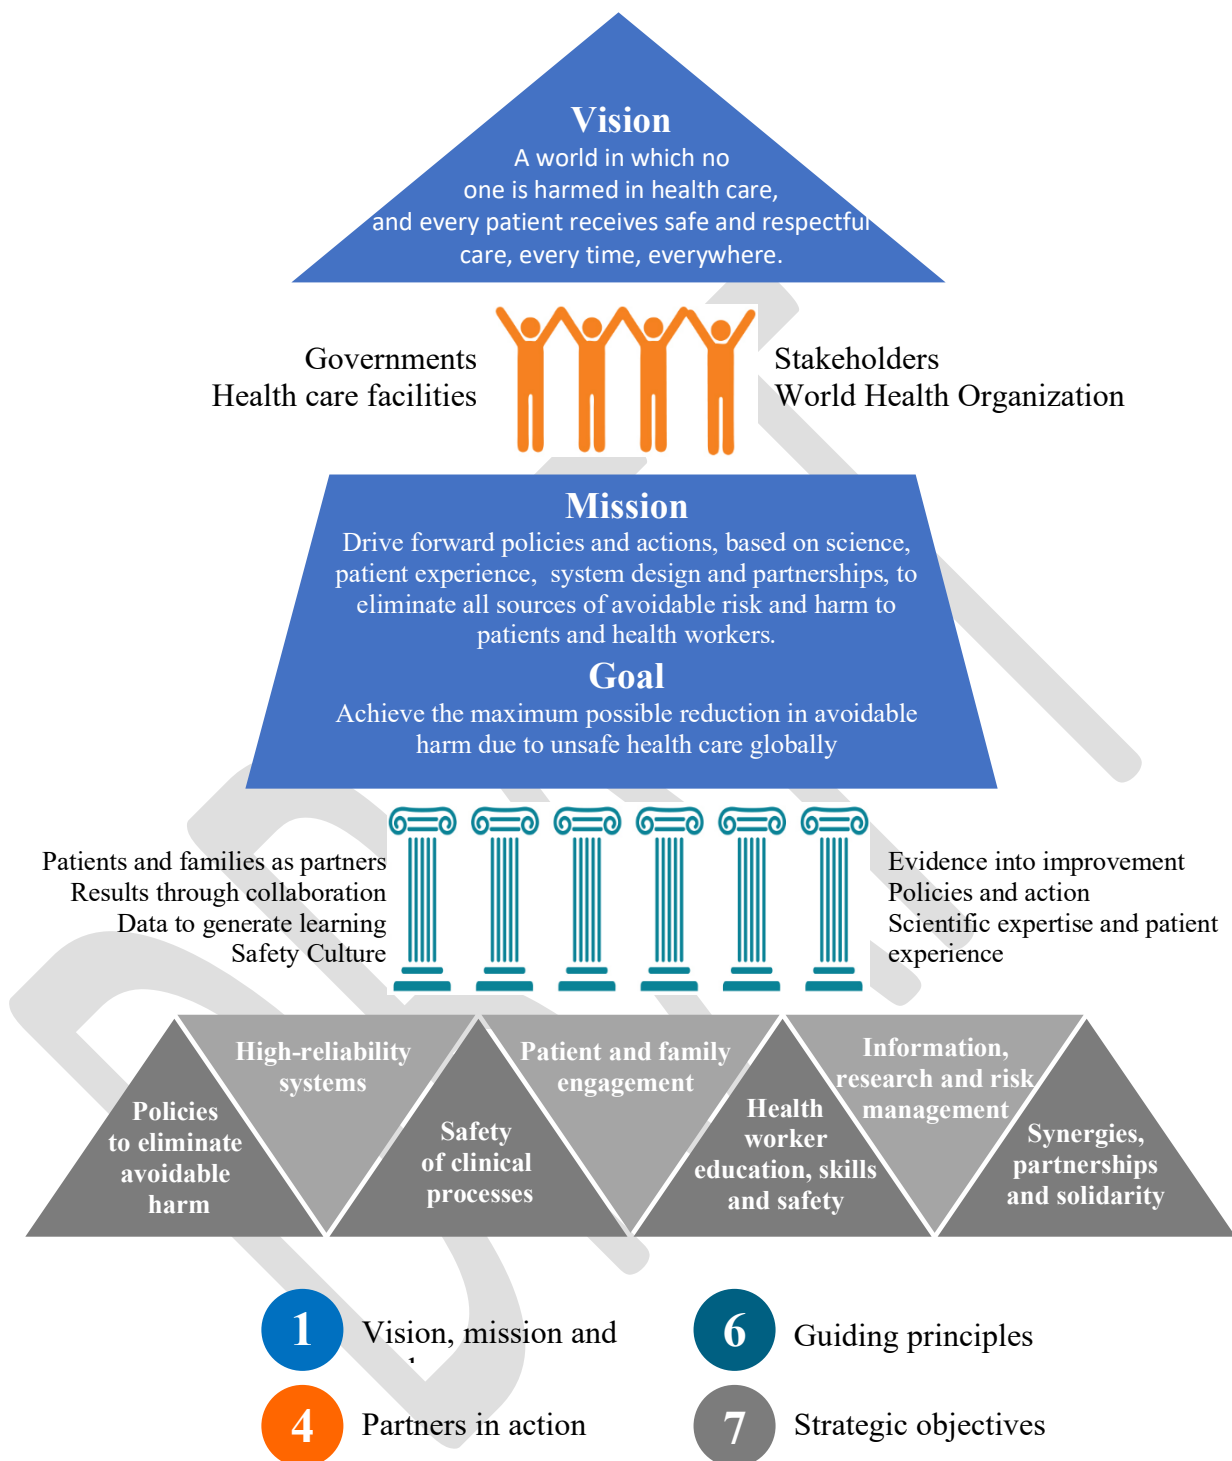 Vision
A world in which no
one is harmed in health care,
and every patient receives safe and respectful
care, every time, everywhere.
Governments
Health care facilities
Stakeholders
World Health Organization
Mission
Drive forward policies and actions, based on science,
patient experience, system design and partnerships, to
eliminate all sources of avoidable risk and harm to
patients and health workers.
Goal
Achieve the maximum possible reduction in avoidable
harm due to unsafe health care globally
Patients and families as partners
Results through collaboration
Data to generate learning
Safety Culture
Evidence into improvement
Policies and action
Scientific expertise and patient
experience
Policies
to eliminate
avoidable
harm
High-reliability
systems
Safety
of clinical
processes
Patient and family
engagement
Health
worker
education, skills
and safety
Information,
research and risk
management
Synergies,
partnerships
and solidarity
1
Vision, mission and
6
Guiding principles
4
Partners in action
7
Strategic objectives
DRAFT